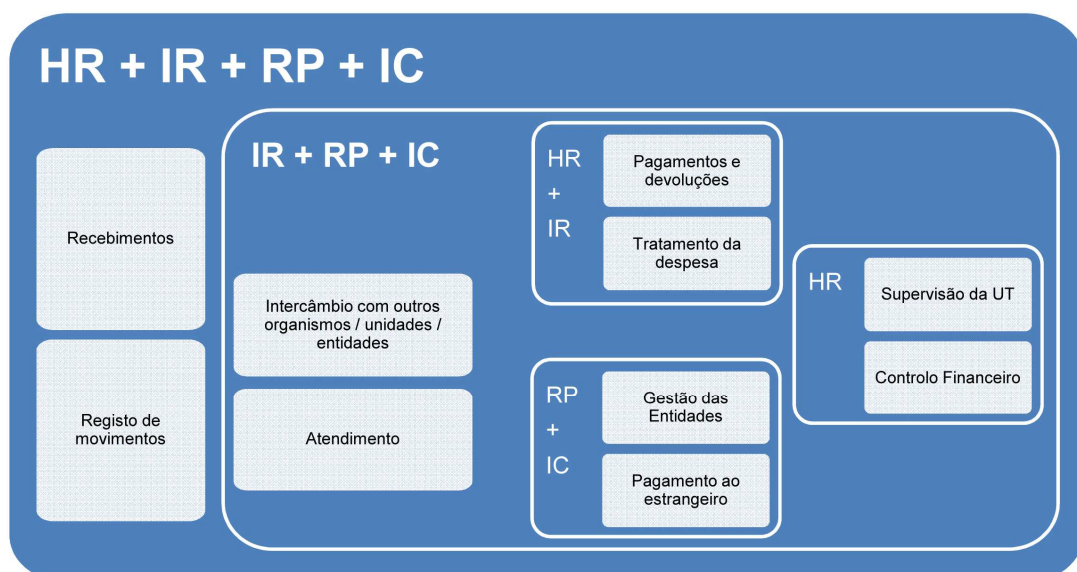 HR + IR + RP + IC
Recebimentos
Registo de
movimentos
IR + RP + IC
Intercâmbio com outros
organismos / unidades /
entidades
Atendimento
HR
+
IR
Pagamentos e
devoluções
Tratamento da
despesa
RP
+
IC
Gestão das
Entidades
Pagamento ao
estrangeiro
HR
Supervisão da UT
Controlo Financeiro